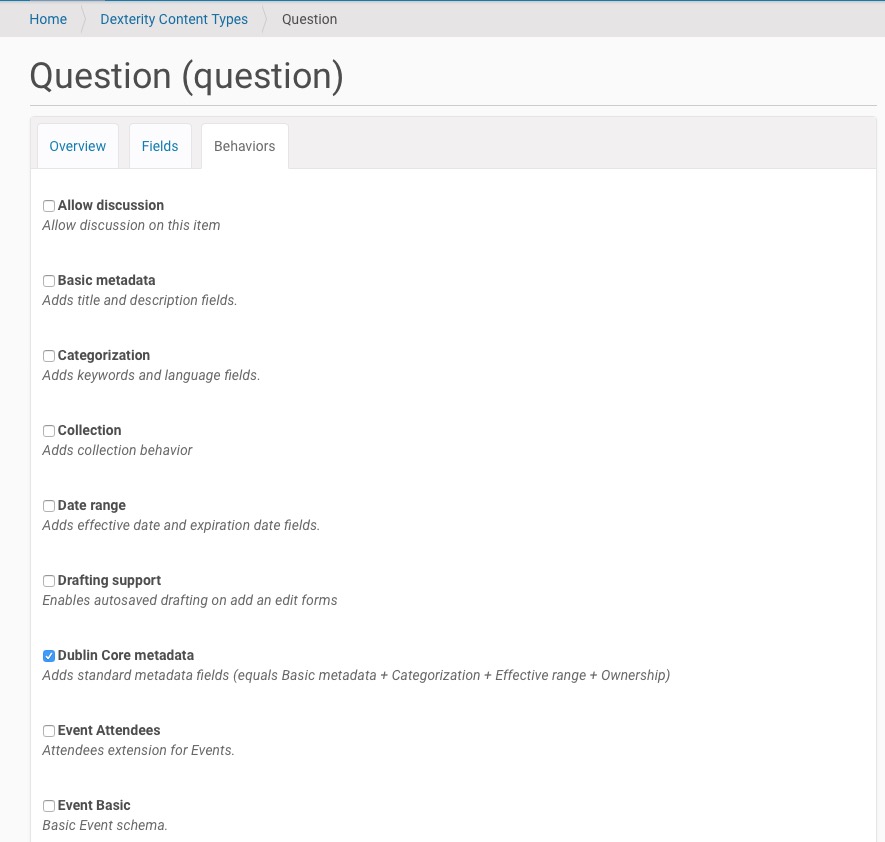 Home Dexterity Content Types Question
Question (question)
Overview Fields Behaviors
Allow discussion
Allow discussion on this item
Basic metadata
Adds title and description fields.
Categorization
Adds keywords and language fields.
Collection
Adds collection behavior
Date range
Adds effective date and expiration date fields.
Drafting support
Enables autosaved drafting on add an edit forms
Dublin Core metadata
Adds standard metadata fields (equals Basic metadata + Categorization + Effective range + Ownership)
Event Attendees
Attendees extension for Events.
Event Basic
Basic Event schema.